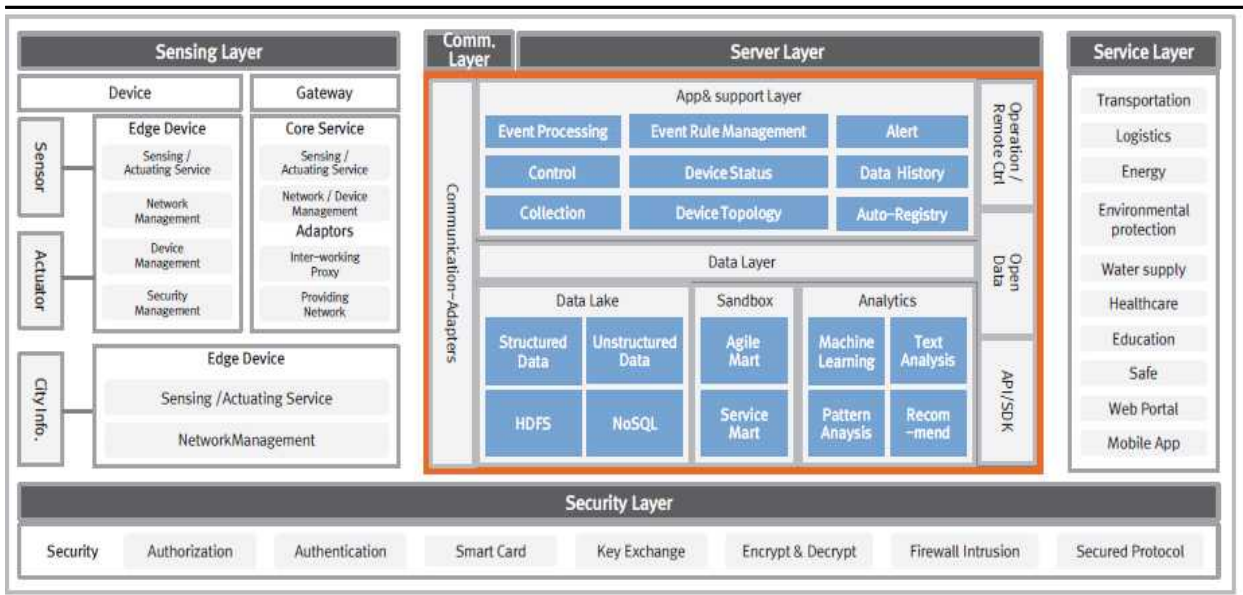 Sensing Layer
Device
Gateway
Sensor
Actuator
City Info.
Edge Device
Sensing /
Actuating Service
Network
Management
Device
Management
Security
Management
Core Service
Sensing /
Actuating Service
Network / Device
Management
Adaptors
Inter-working
Proxy
Providing
Network
Edge Device
Sensing /Actuating Service
NetworkManagement
Comm.
Layer
Server Layer
Communication-Adapters
App& support Layer
Event Processing
Event Rule Management
Alert
Control
Device Status
Data History
Collection
Device Topology
Auto-Registry
Data Layer
Data Lake
Structured
Data
Unstructured
Data
HDFS
NoSQL
Sandbox
Agile
Mart
Service
Mart
Analytics
Machine
Learning
Text
Analysis
Pattern
Anaysis
Recom
-mend
Operation /
Remote Ctrl
Open
Data
API/SDK
Service Layer
Transportation
Logistics
Energy
Environmental
protection
Water supply
Healthcare
Education
Safe
Web Portal
Mobile App
Security Layer
Security
Authorization
Authentication
Smart Card
Key Exchange
Encrypt & Decrypt
Firewall Intrusion
Secured Protocol